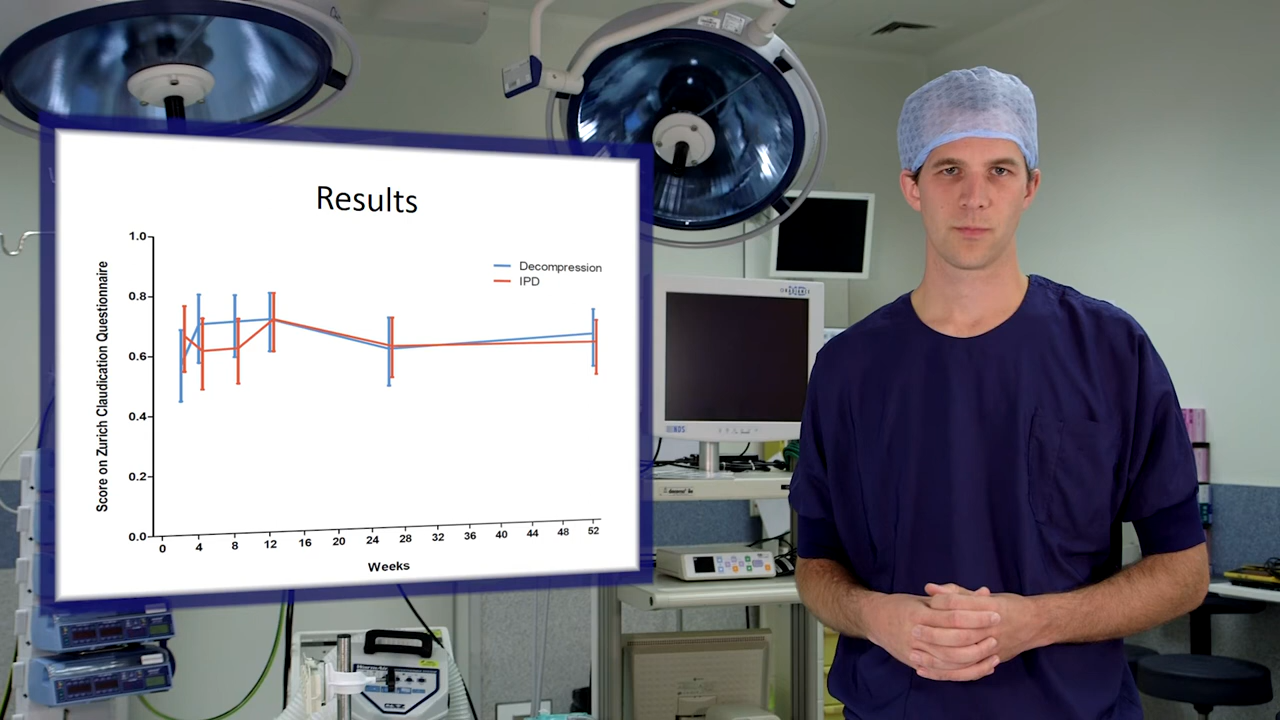 Results
1.0
0.8
0.6
0.4
0.2
0.0
Score on Zurich Claudication Questionnaire
Decompression
IPD
0 4 8 12 16 20 24 28 32 36 40 44 48 52
Weeks
NDS